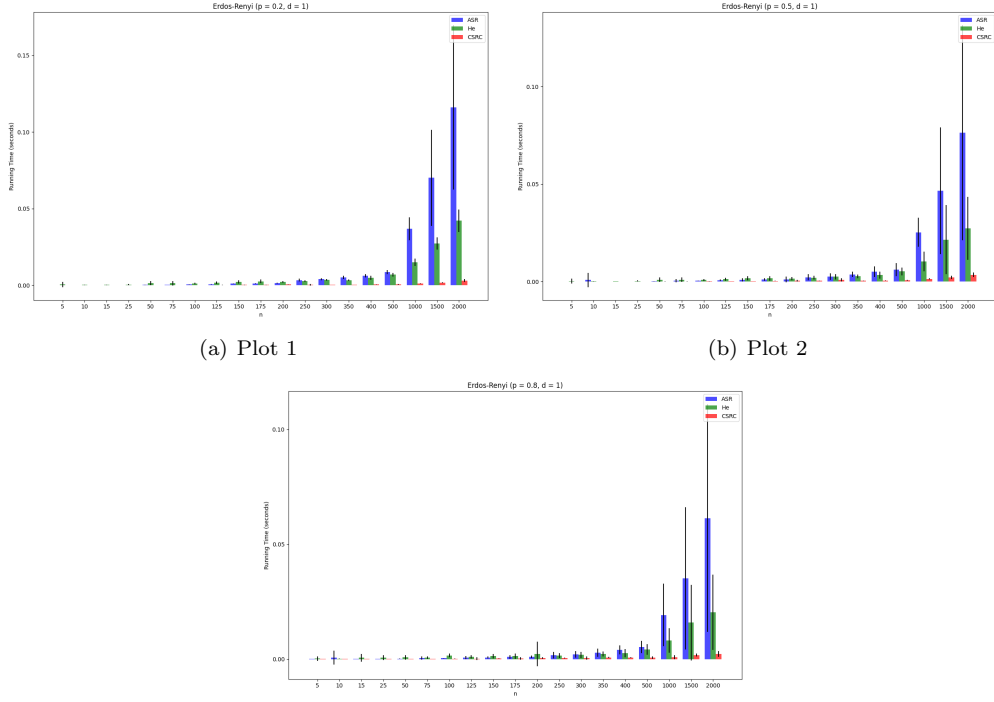 Erdos-Renyi (p = 0.2, d = 1)
ASR
He
CSRC
Running Time (seconds)
0.15
0.10
0.05
0.00
5 10 15 25 50 75 100 125 150 175 200 250 300 350 400 500 1000 1500 2000
n
(a) Plot 1
Erdos-Renyi (p = 0.5, d = 1)
ASR
He
CSRC
Running Time (seconds)
0.10
0.05
0.00
5 10 15 25 50 75 100 125 150 175 200 250 300 350 400 500 1000 1500 2000
n
(b) Plot 2
Erdos-Renyi (p = 0.8, d = 1)
ASR
He
CSRC
Running Time (seconds)
0.10
0.05
0.00
5 10 15 25 50 75 100 125 150 175 200 250 300 350 400 500 1000 1500 2000
n